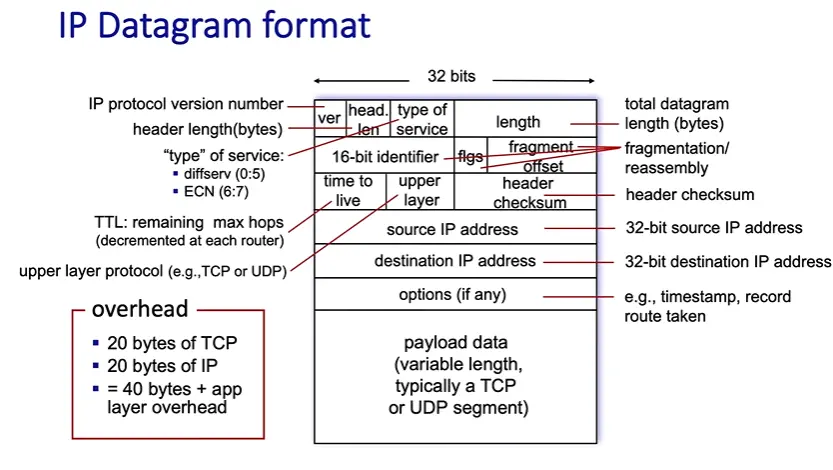 IP Datagram format
32 bits
IP protocol version number
header length(bytes)
“type” of service:
▪ diffserv (0:5)
▪ ECN (6:7)
TTL: remaining max hops
(decremented at each router)
upper layer protocol (e.g.,TCP or UDP)
overhead
▪ 20 bytes of TCP
▪ 20 bytes of IP
▪ = 40 bytes + app
layer overhead
ver
head.
len
type of
service
length
16-bit identifier
flgs
fragment
offset
time to
live
upper
layer
header
checksum
source IP address
destination IP address
options (if any)
payload data
(variable length,
typically a TCP
or UDP segment)
total datagram
length (bytes)
fragmentation/
reassembly
header checksum
32-bit source IP address
32-bit destination IP address
e.g., timestamp, record
route taken